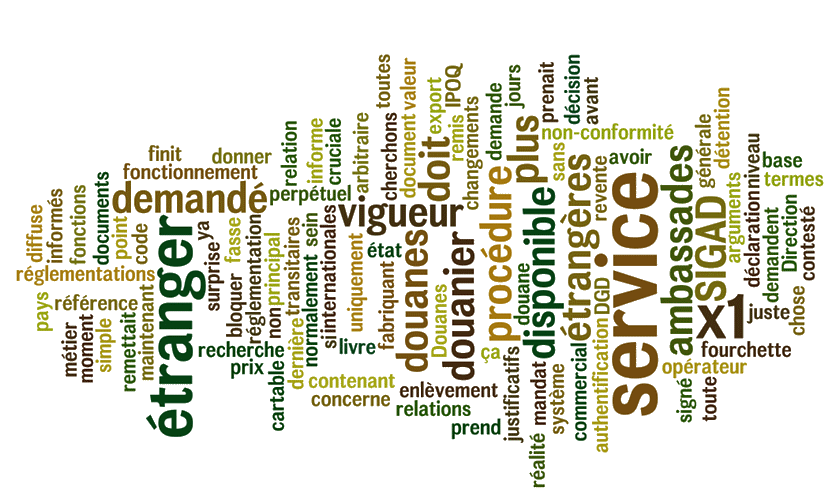 diffuse
pays
réglementations
informés
fonctions
référence
métier
moment
simple
documents
point
code
remettait
maintenant
finit
donner
fonctionnement
demandé
étranger
ya
surprise
fasse
bloquer
réglementation
non
principal
recherche
prix
cartable
dernière
transitaires
normalement
sein
relation
informe
cruciale
perpétuel
arbitraire
vigueur
internationales
si
uniquement
état
fabriquant
livre
contenant
concerne
toutes
cherchons
document
valeur
doit
export
remis
IPOQ
changements
douanes
Douanes
douanier
enlèvement
relations
prend
ça
demande
jours
plus
procédure
douane
disponible
justificatifs
réalité
mandat
système
commercial
prenait
décision
avant
sans
non-conformité
étrangères
revente
DGD
authentification
avoir
service
ambassades
SIGAD
x1
générale
détention
arguments
niveau
déclaration
demandent
Direction
contesté
base
termes
juste
chose
fourchette
opérateur
signé
toute